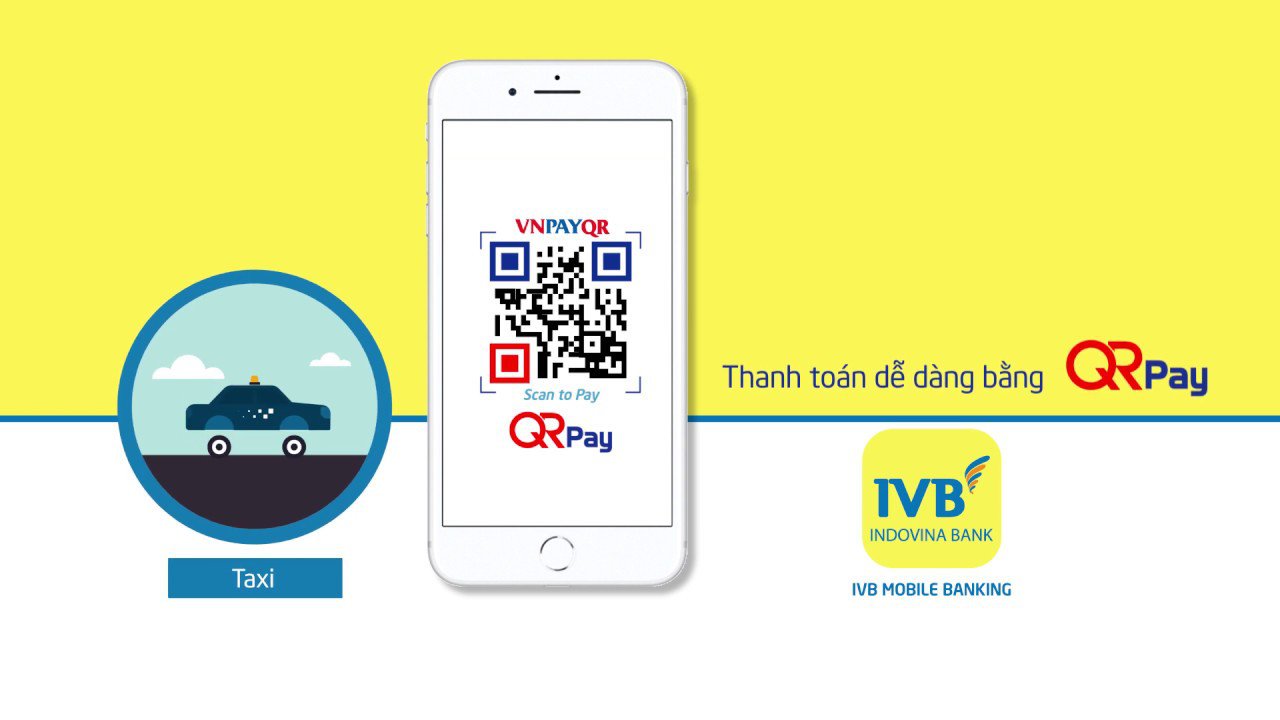 VNPAYQR
Scan to Pay
QRPay
Taxi
Thanh toán dễ dàng bằng QRPay
IVB
INDOVINA BANK
IVB MOBILE BANKING